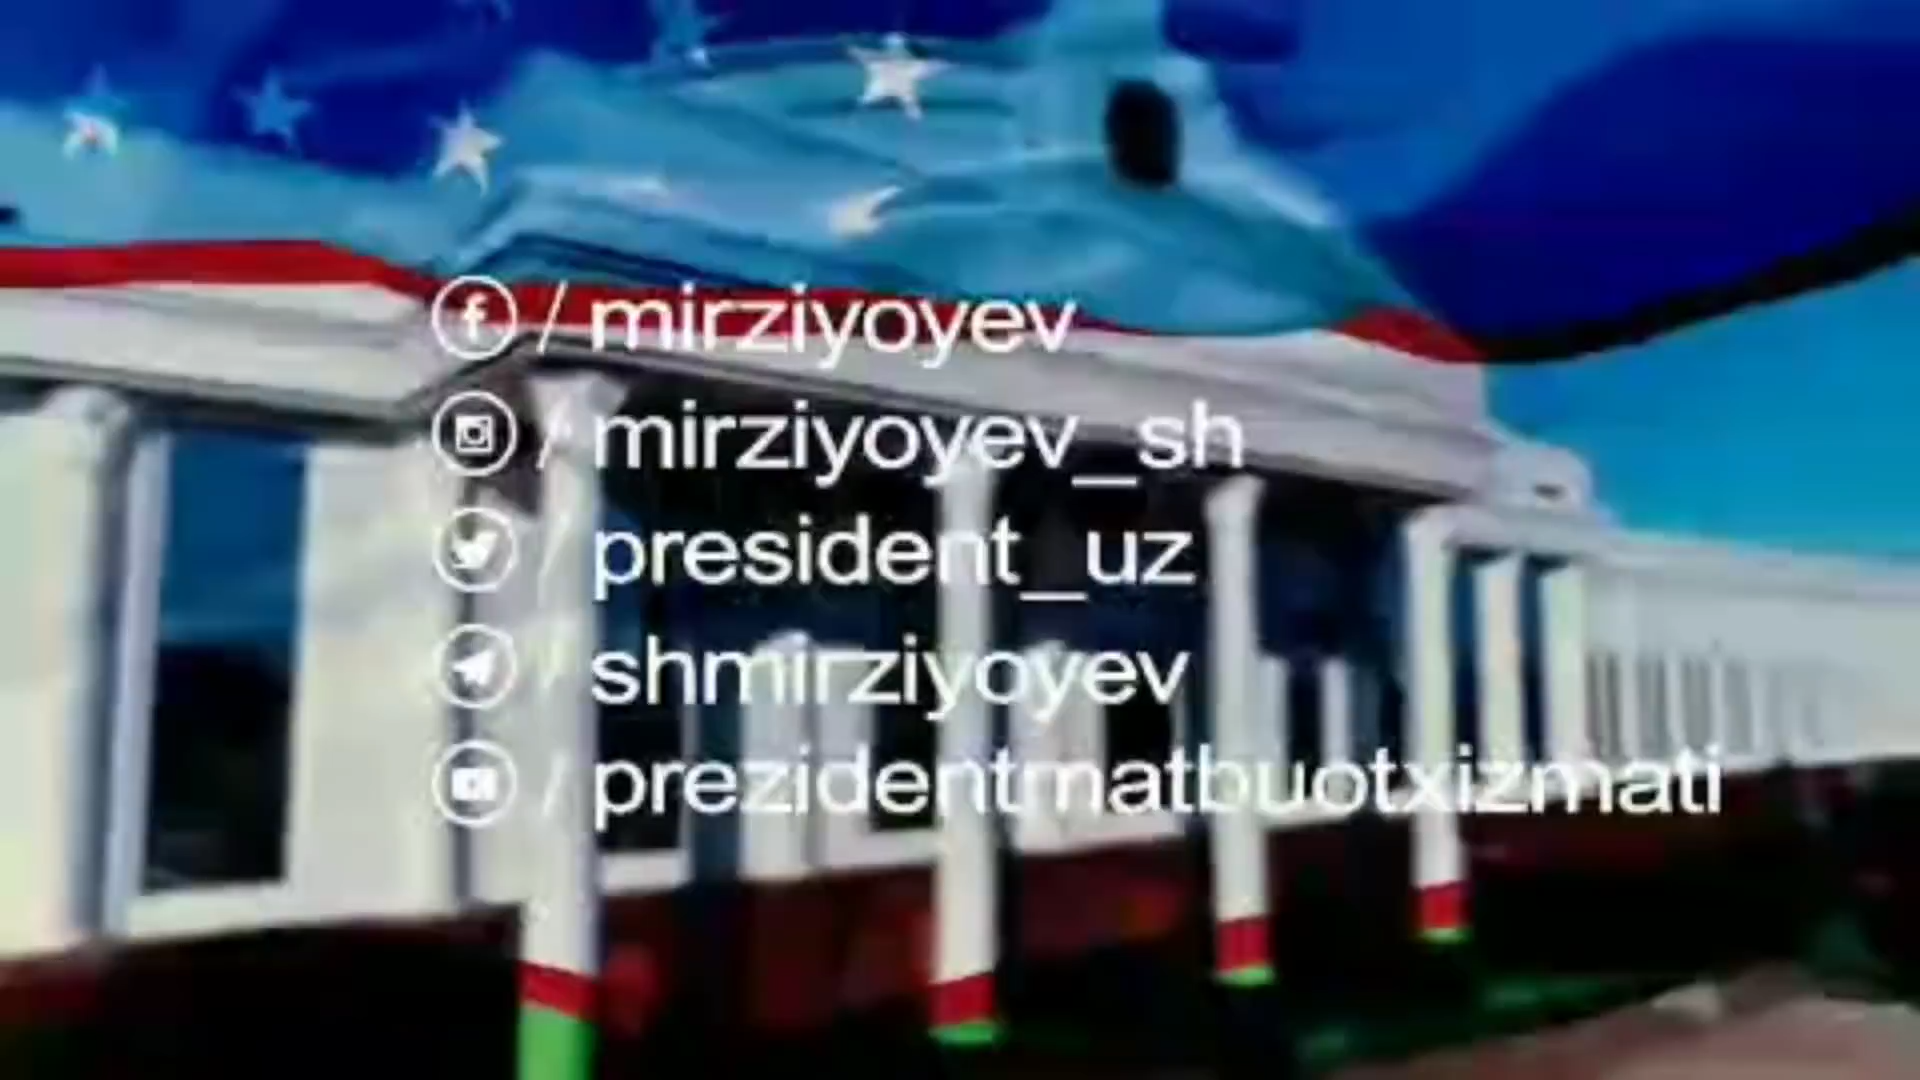 / mirziyoyev
/ mirziyoyev_sh
/ president_uz
/ shmirziyoyev
/ prezidentmatbuotxizmati